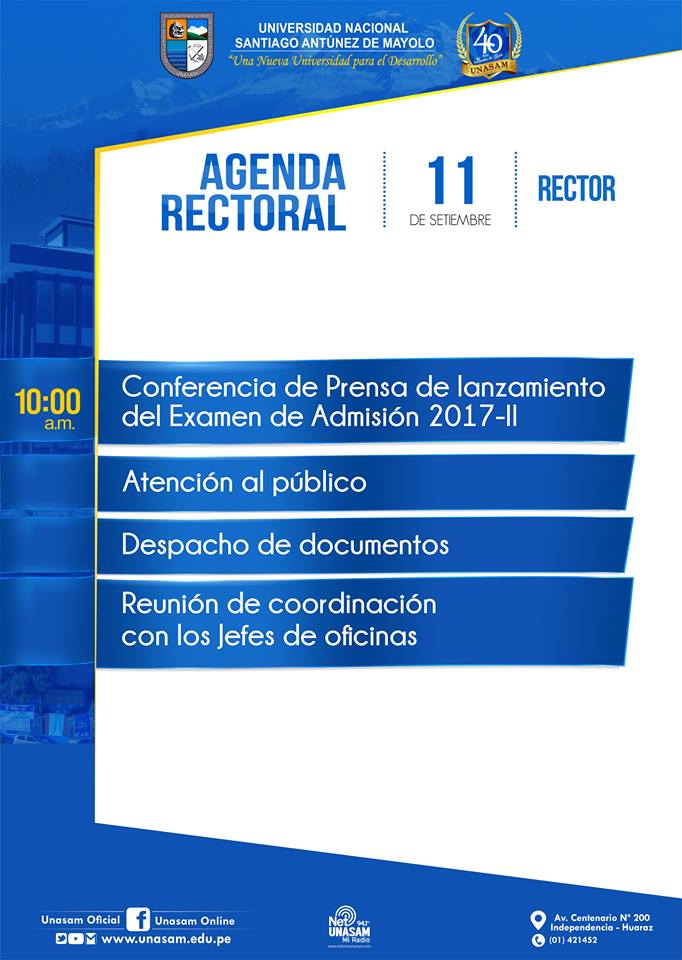 UNIVERSIDAD NACIONAL
SANTIAGO ANTÚNEZ DE MAYOLO
"Una Nueva Universidad para el Desarrollo"
UNASAM
40
UNASAM
AGENDA
RECTORAL
11
DE SETIEMBRE
RECTOR
10:00
a.m.
Conferencia de Prensa de lanzamiento
del Examen de Admisión 2017-II
Atención al público
Despacho de documentos
Reunión de coordinación
con los Jefes de oficinas
Unasam Oficial f Unasam Online
www.unasam.edu.pe
Net 94.1
UNASAM
Mi Radio
Av. Centenario N° 200
Independencia - Huaraz
(01) 421452